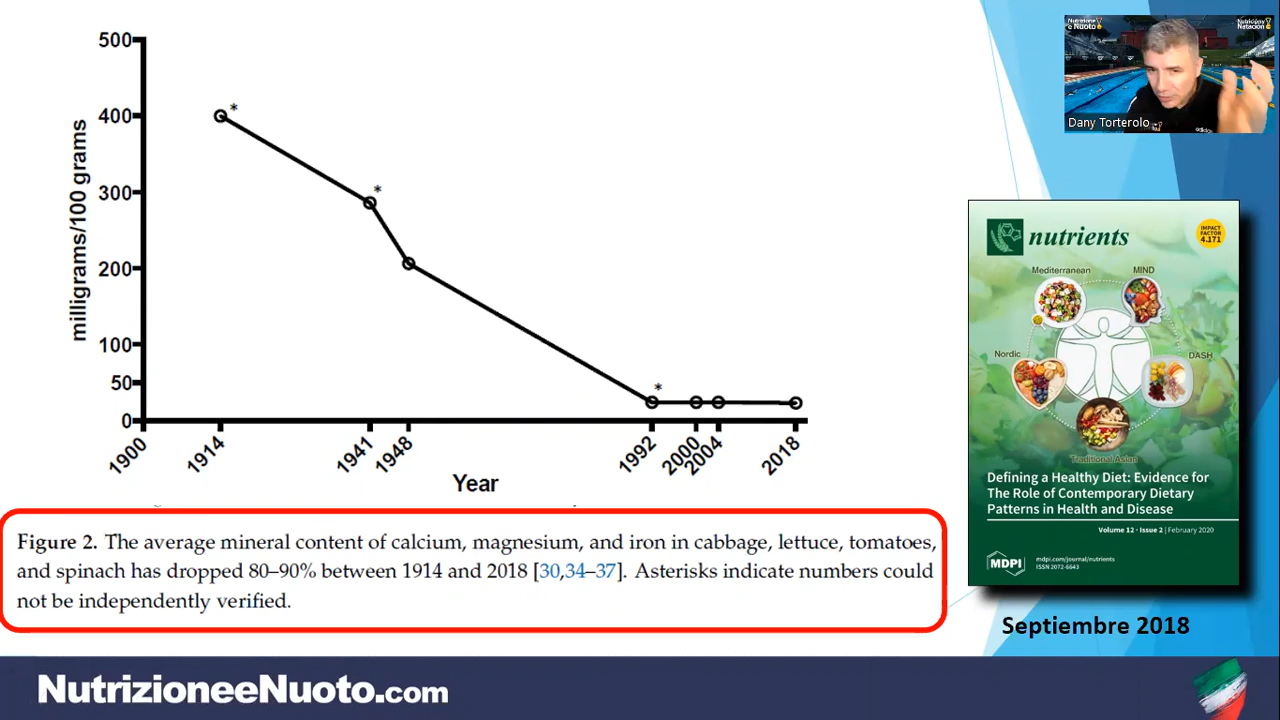 500
400
300
200
100
50
0
milligrams/100 grams
1900
1914
1941
1948
1992
2000
2004
2018
Year
*
*
*
Figure 2. The average mineral content of calcium, magnesium, and iron in cabbage, lettuce, tomatoes,
and spinach has dropped 80–90% between 1914 and 2018 [30,34–37]. Asterisks indicate numbers could
not be independently verified.
Nutrizione
e Nuoto
Nutrición y
Natación
Dany Torterolo
adidas
nutrients
IMPACT
FACTOR
4.171
Mediterranean
MIND
Nordic
DASH
Traditional Asian
Defining a Healthy Diet: Evidence for
The Role of Contemporary Dietary
Patterns in Health and Disease
Volume 12 · Issue 2 | February 2020
MDPI
mdpi.com/journal/nutrients
ISSN 2072-6643
Septiembre 2018
NutrizioneeNuoto.com